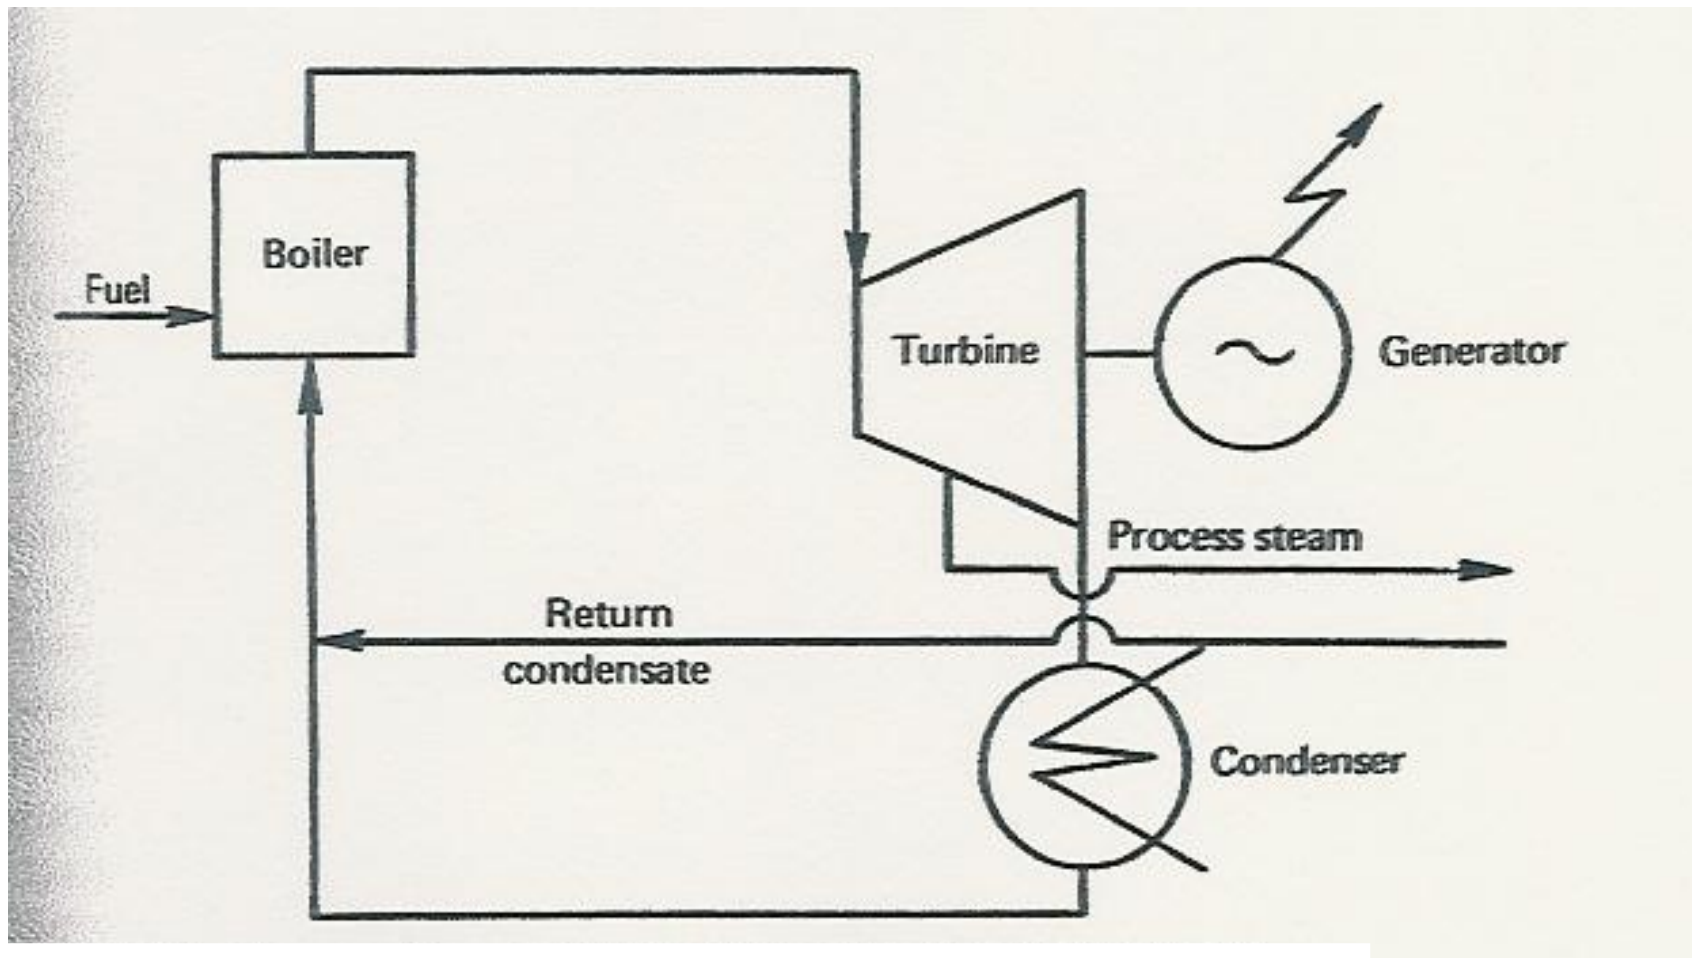 Boiler
Fuel
Turbine
Generator
Process steam
Return
condensate
Condenser